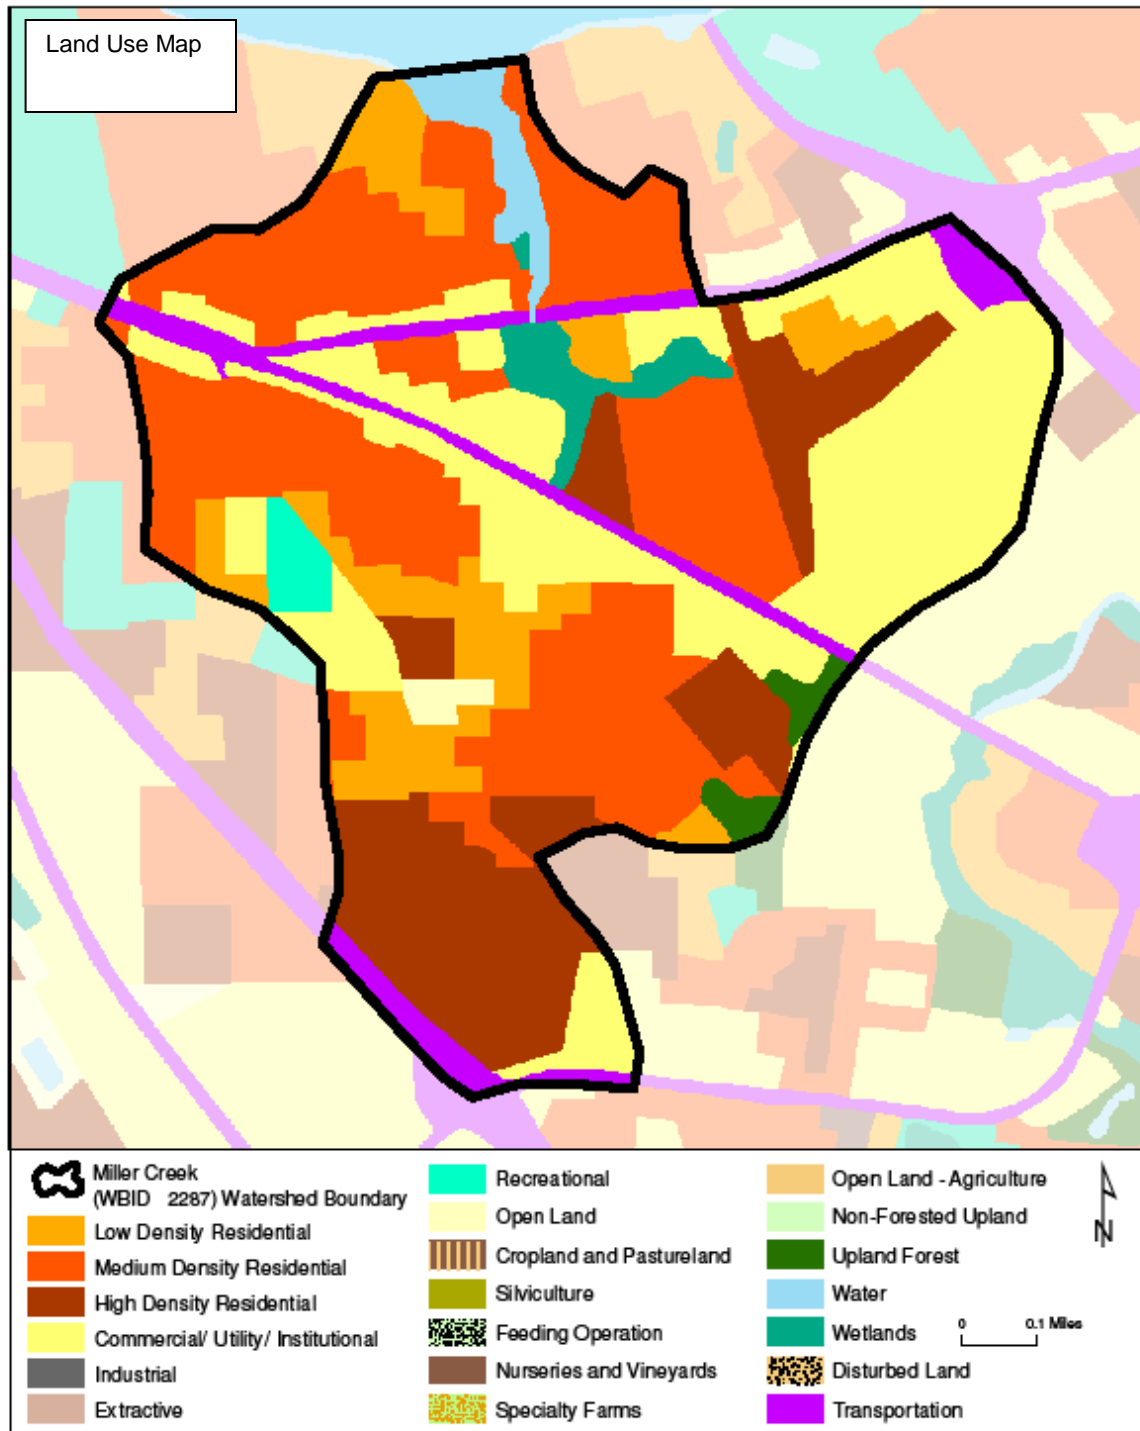 Land Use Map
Miller Creek
(WBID 2287) Watershed Boundary
Low Density Residential
Medium Density Residential
High Density Residential
Commercial/ Utility/ Institutional
Industrial
Extractive
Recreational
Open Land
Cropland and Pastureland
Silviculture
Feeding Operation
Nurseries and Vineyards
Specialty Farms
Open Land - Agriculture
Non-Forested Upland
Upland Forest
Water
Wetlands
Disturbed Land
Transportation
0 0.1 Miles
N